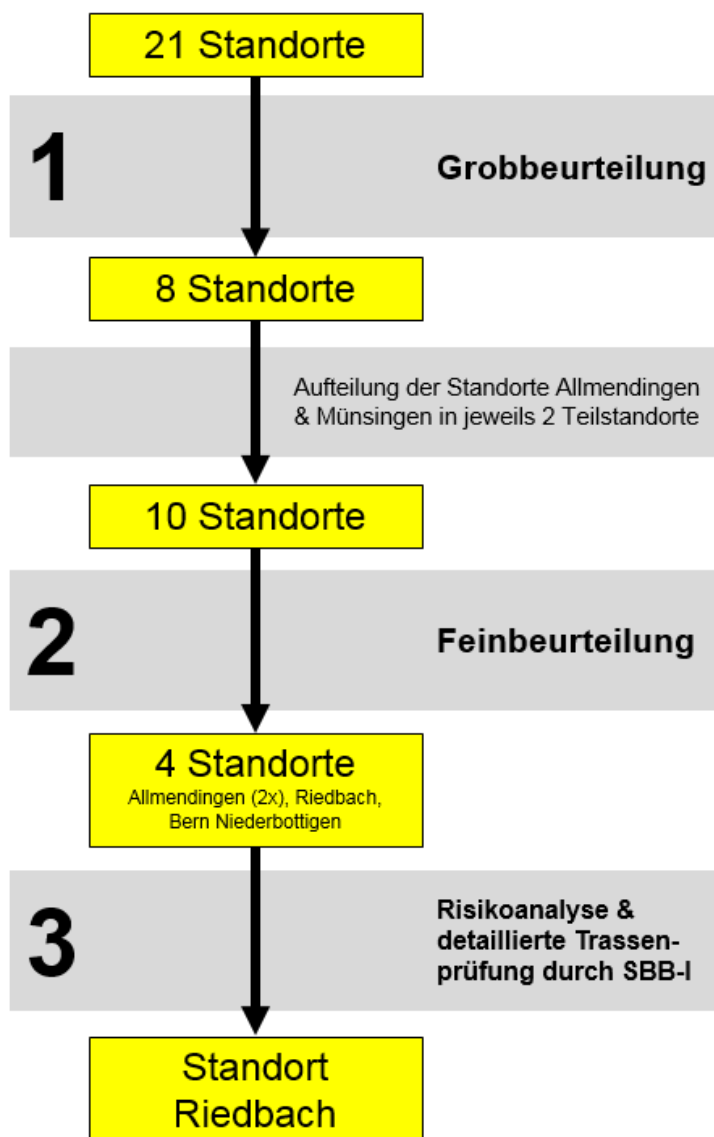 21 Standorte
1
Grobbeurteilung
8 Standorte
Aufteilung der Standorte Allmendingen
& Münsingen in jeweils 2 Teilstandorte
10 Standorte
2
Feinbeurteilung
4 Standorte
Allmendingen (2x), Riedbach,
Bern Niederbottigen
3
Risikoanalyse &
detaillierte Trassen-
prüfung durch SBB-I
Standort
Riedbach